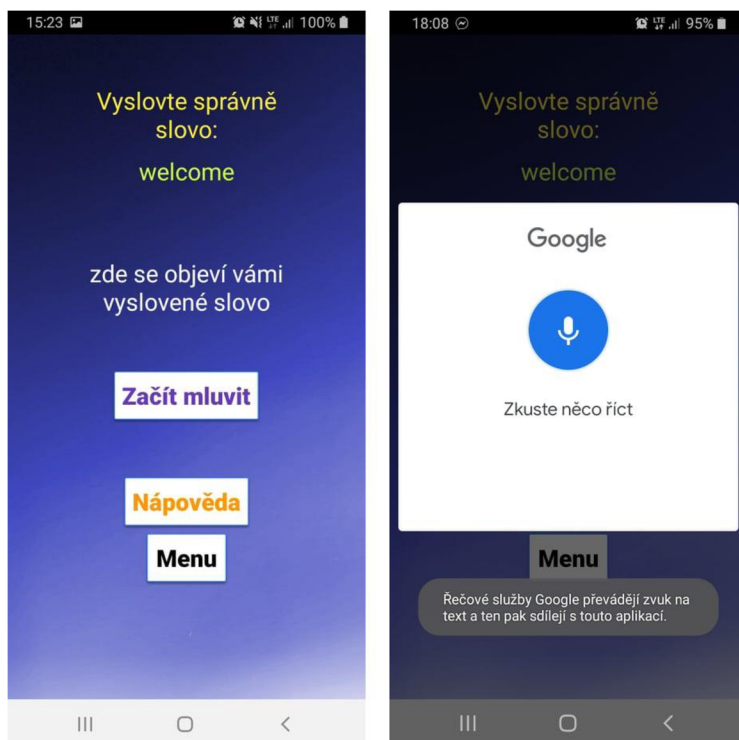 15:23
LTE
100%
Vyslovte správně
slovo:
welcome
zde se objeví vámi
vyslovené slovo
Začít mluvit
Nápověda
Menu
18:08
LTE
95%
Vyslovte správně
slovo:
welcome
Google
Zkuste něco říct
Menu
Řečové služby Google převádějí zvuk na
text a ten pak sdílejí s touto aplikací.